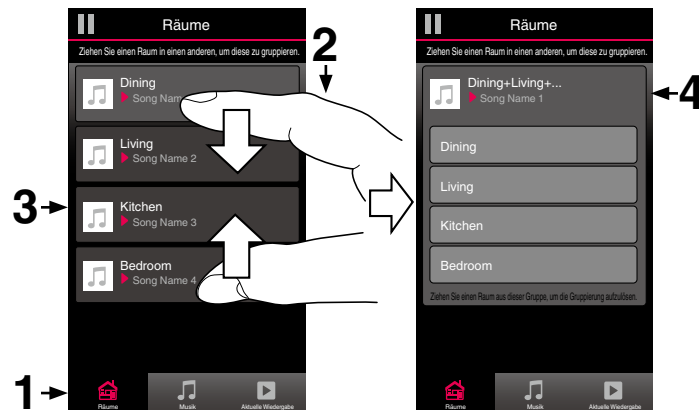 Räume
Ziehen Sie einen Raum in einen anderen, um diese zu gruppieren.
2
Dining
Song Nam
Living
Song Name 2
3
Kitchen
Song Name 3
Bedroom
Song Name 4
1
Räume
Musik
Aktuelle Wiedergabe
Räume
Ziehen Sie einen Raum in einen anderen, um diese zu gruppieren.
Dining+Living+...
Song Name 1
4
Dining
Living
Kitchen
Bedroom
Ziehen Sie einen Raum aus dieser Gruppe, um die Gruppierung aufzulösen.
Räume
Musik
Aktuelle Wiedergabe